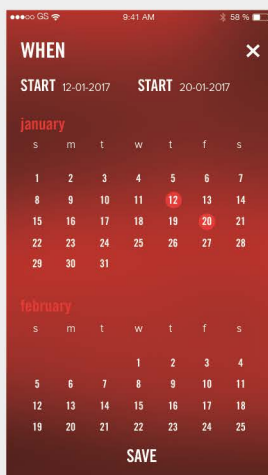 GS 9:41 AM 58 %
WHEN ×
START 12-01-2017 START 20-01-2017
january
s m t w t f s
1 2 3 4 5 6 7
8 9 10 11 12 13 14
15 16 17 18 19 20 21
22 23 24 25 26 27 28
29 30 31
february
s m t w t f s
1 2 3 4
5 6 7 8 9 10 11
12 13 14 15 16 17 18
19 20 21 22 23 24 25
SAVE